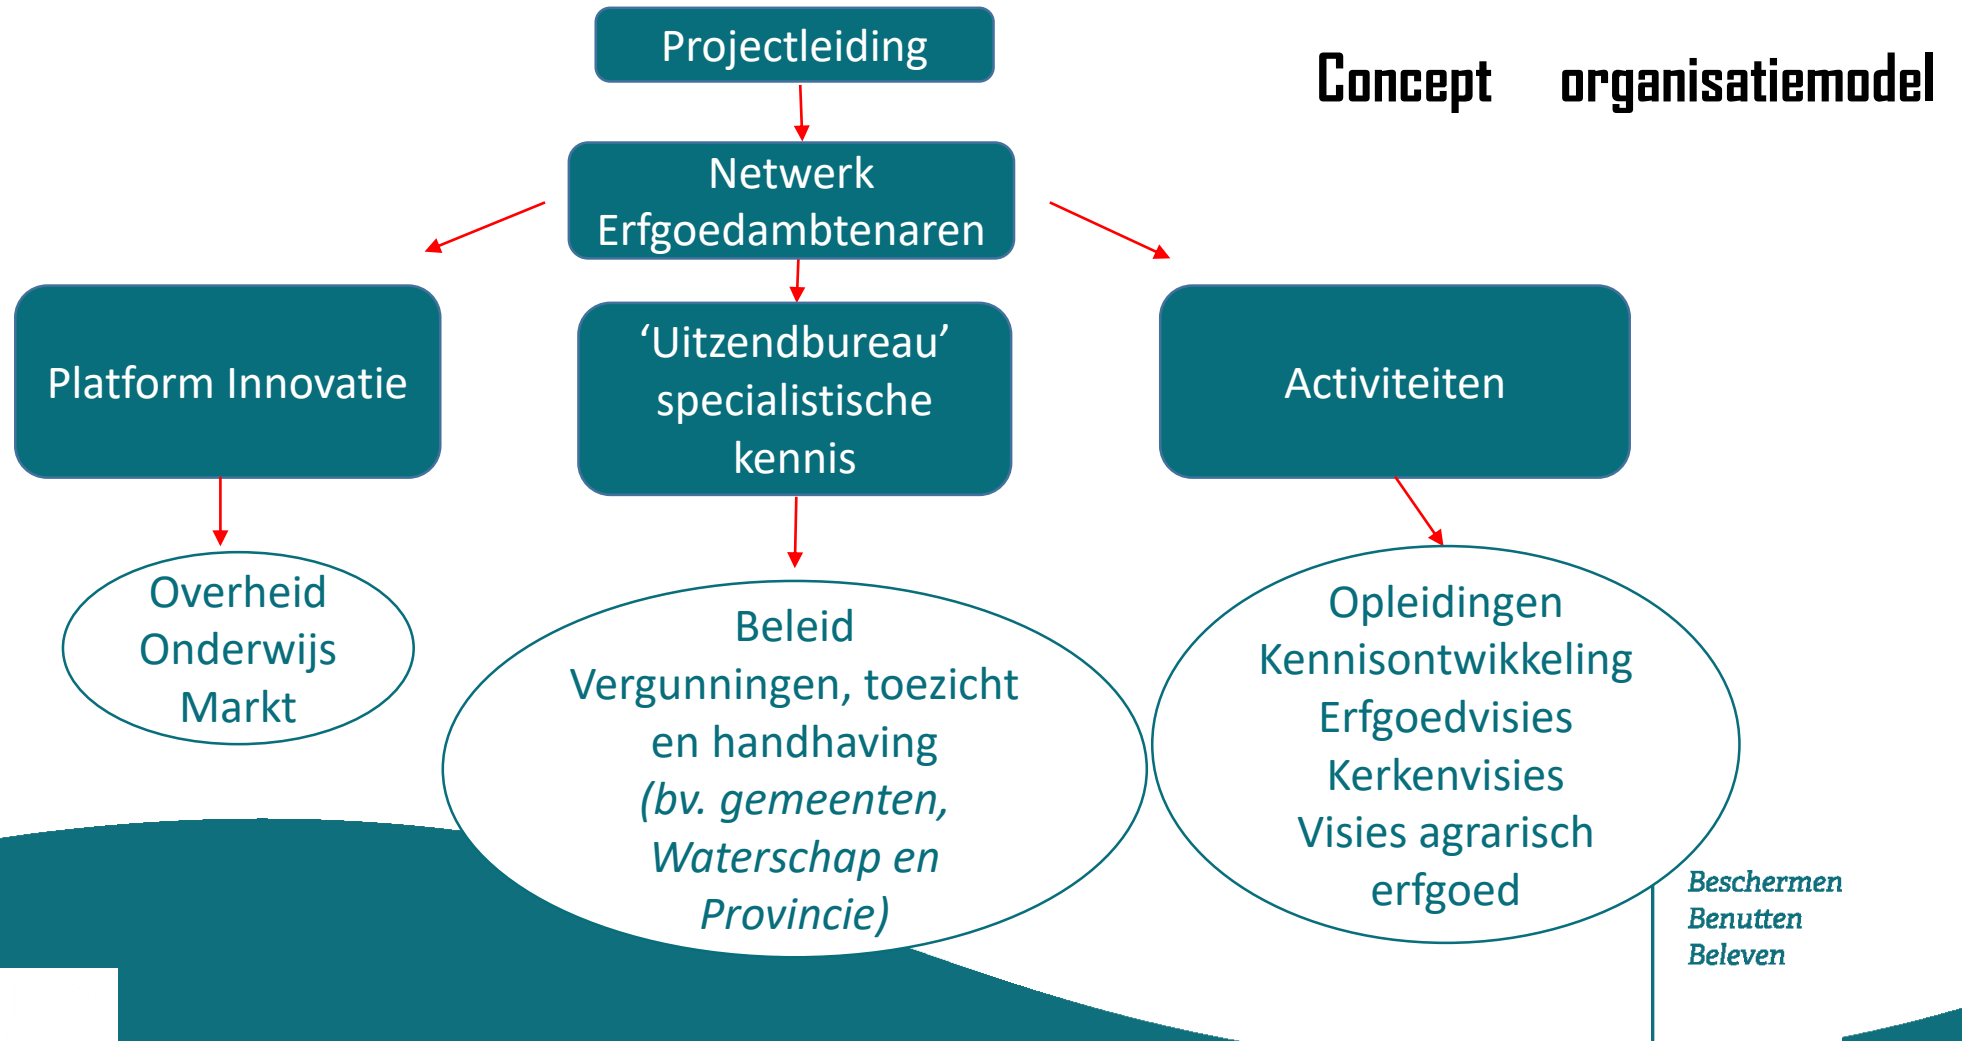 Concept organisatiemodel
Projectleiding
Netwerk
Erfgoedambtenaren
Platform Innovatie
‘Uitzendbureau’
specialistische
kennis
Activiteiten
Overheid
Onderwijs
Markt
Beleid
Vergunningen, toezicht
en handhaving
(bv. gemeenten,
Waterschap en
Provincie)
Opleidingen
Kennisontwikkeling
Erfgoedvisies
Kerkenvisies
Visies agrarisch
erfgoed
Beschermen
Benutten
Beleven